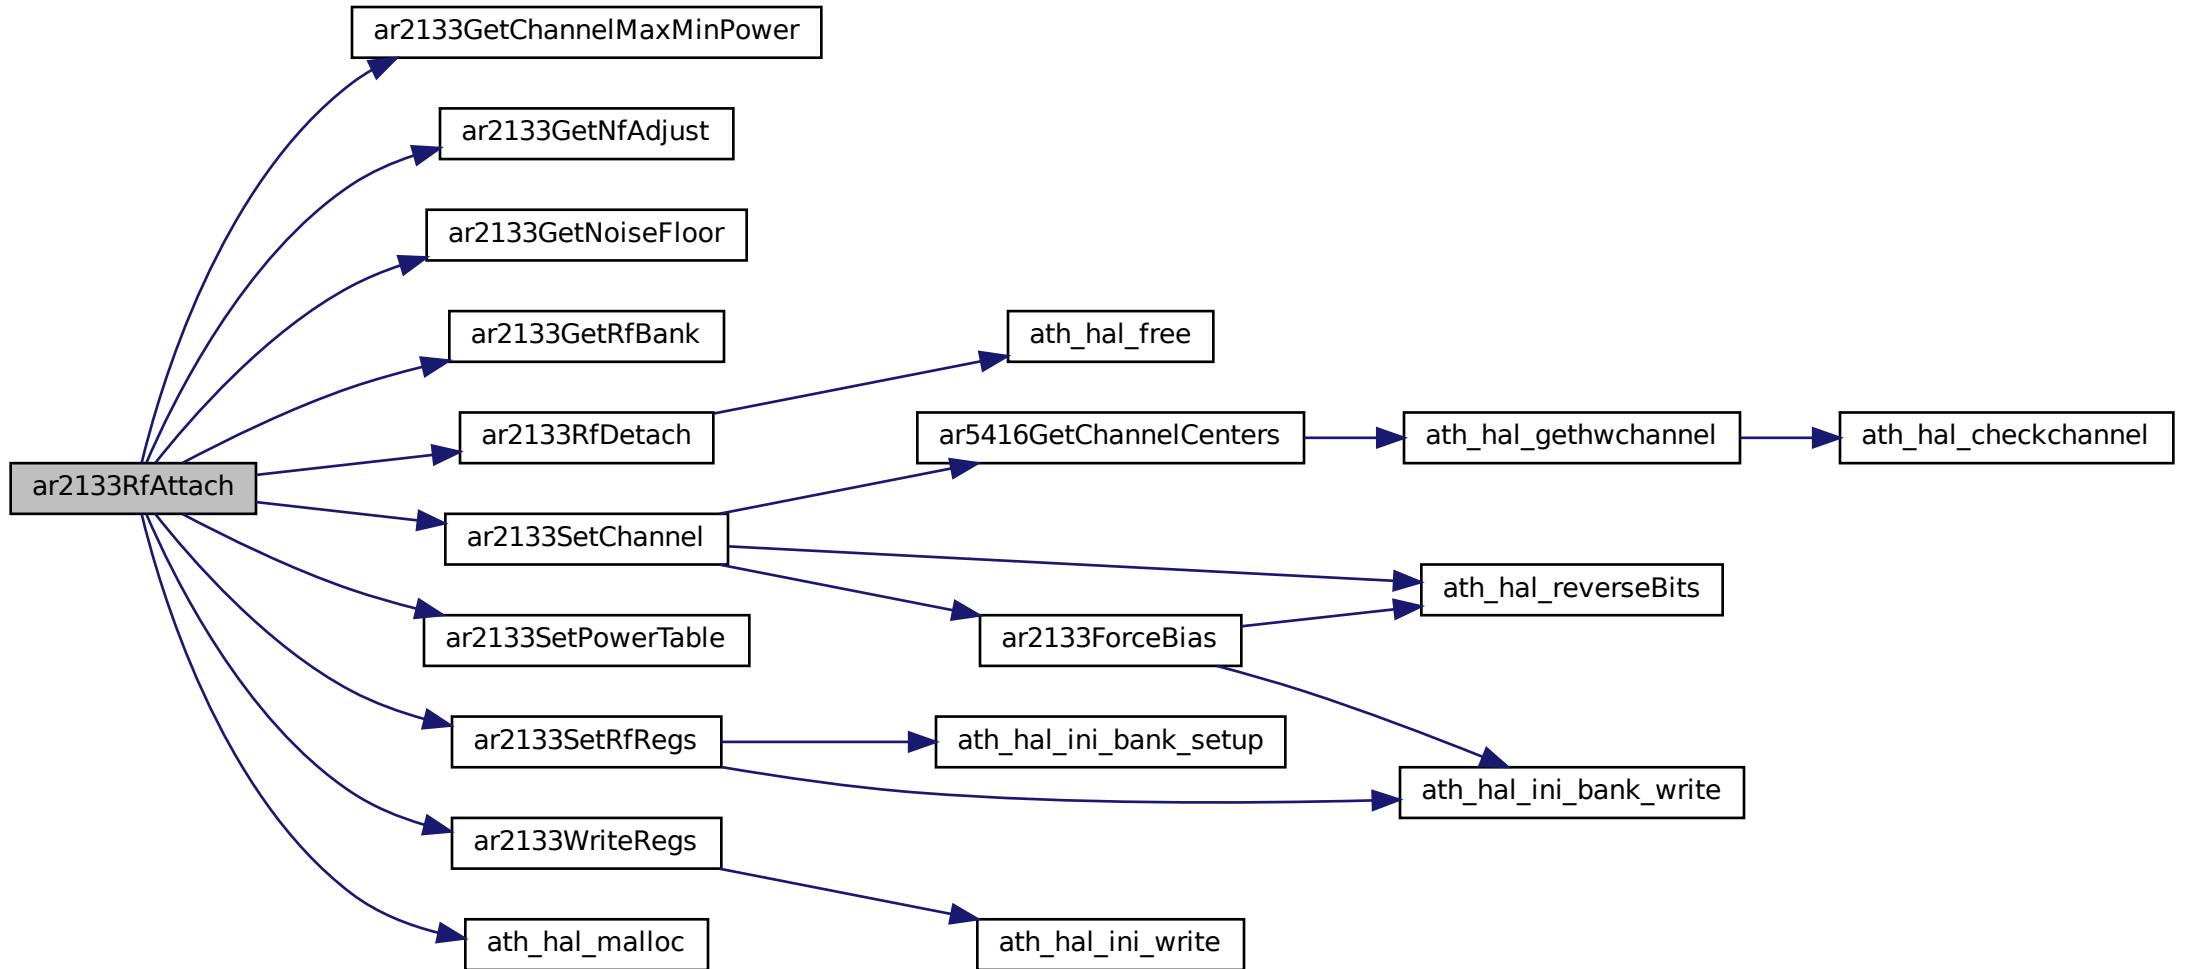 ar2133GetChannelMaxMinPower
ar2133GetNfAdjust
ar2133GetNoiseFloor
ar2133GetRfBank
ath_hal_free
ar2133RfDetach
ar5416GetChannelCenters
ath_hal_gethwchannel
ath_hal_checkchannel
ar2133RfAttach
ar2133SetChannel
ath_hal_reverseBits
ar2133SetPowerTable
ar2133ForceBias
ar2133SetRfRegs
ath_hal_ini_bank_setup
ath_hal_ini_bank_write
ar2133WriteRegs
ath_hal_malloc
ath_hal_ini_write